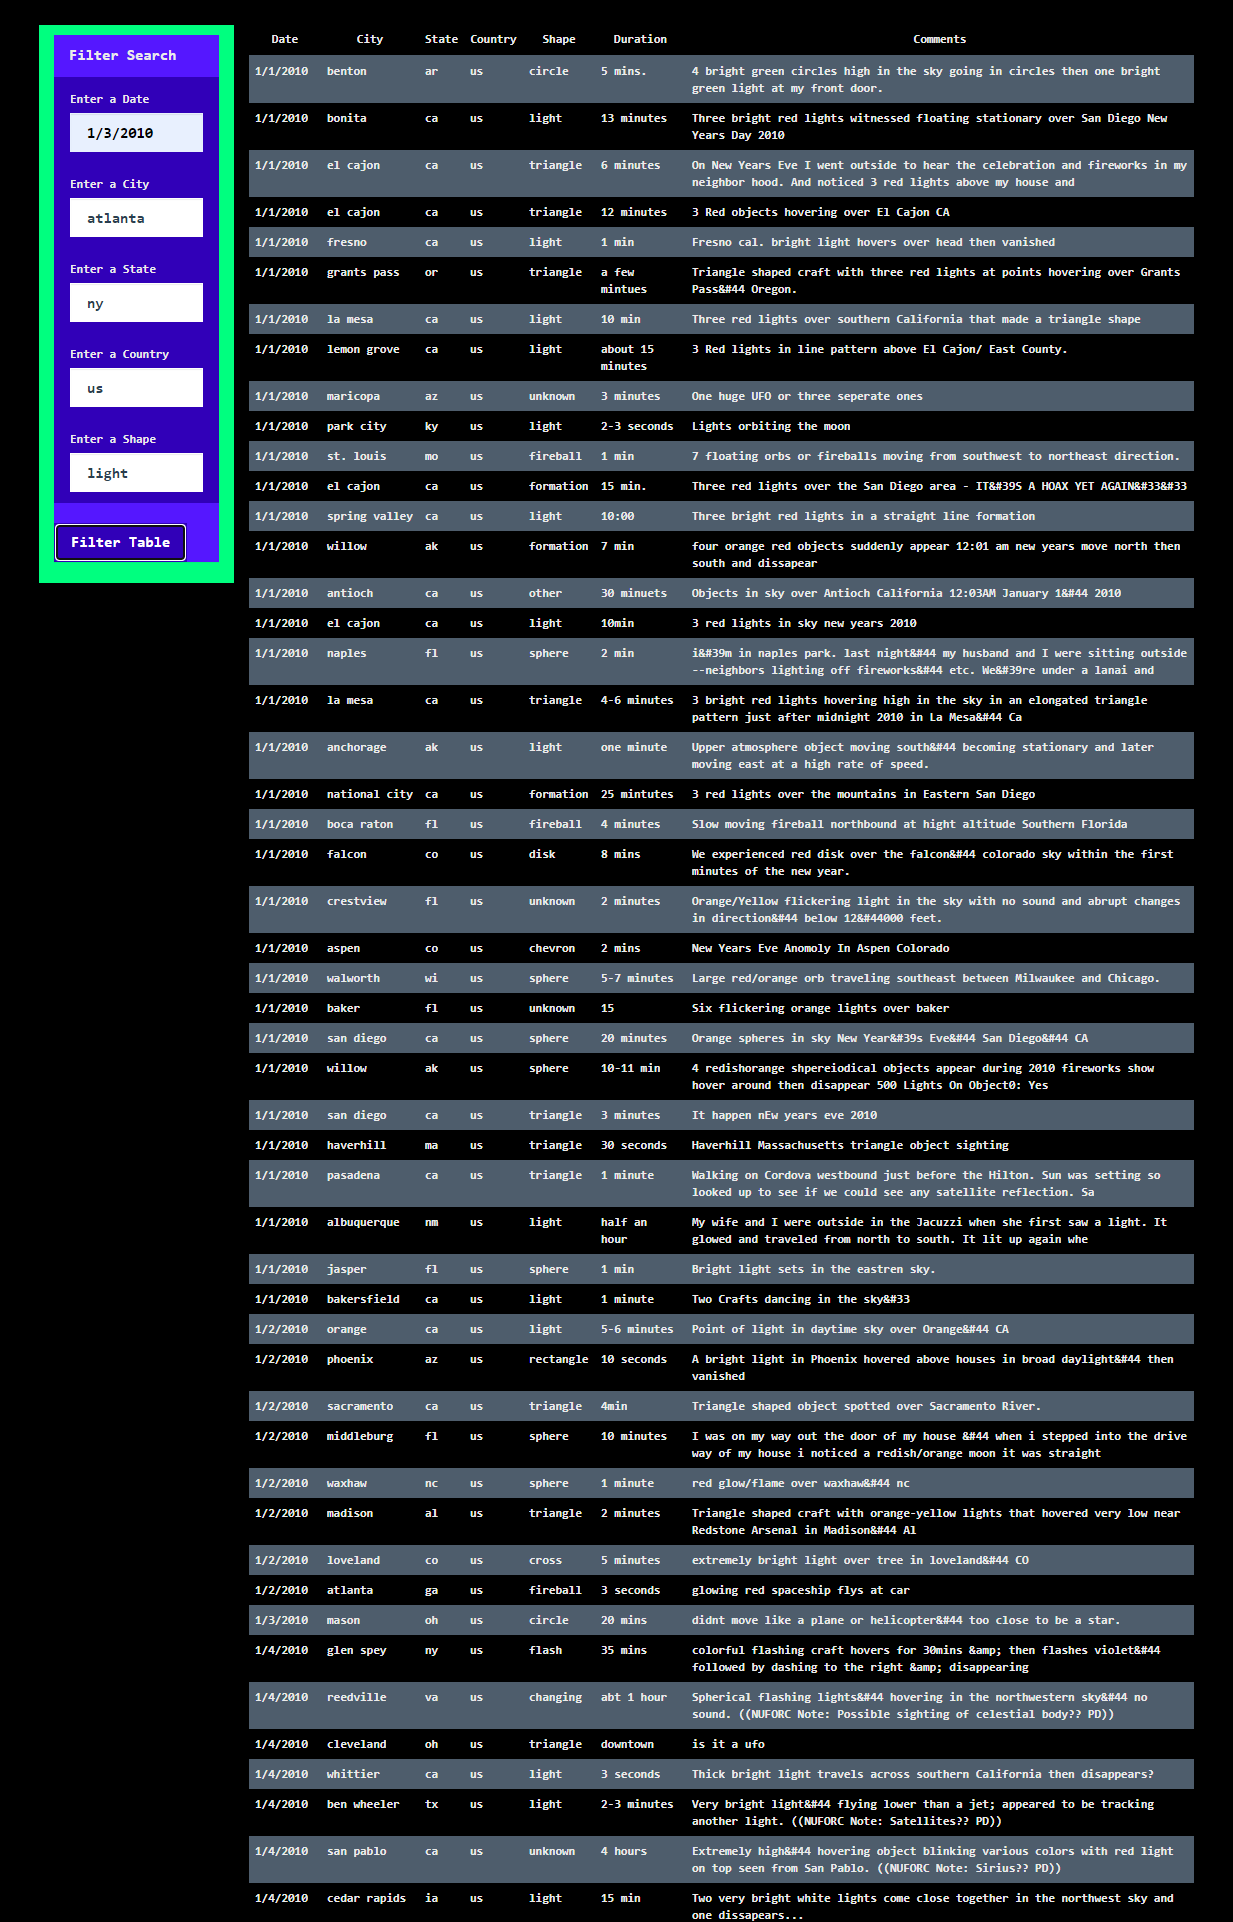 Filter Search
Enter a Date
1/3/2010
Enter a City
atlanta
Enter a State
ny
Enter a Country
us
Enter a Shape
light
Filter Table
Date City State Country Shape Duration Comments
1/1/2010 benton ar us circle 5 mins. 4 bright green circles high in the sky going in circles then one bright
green light at my front door.
1/1/2010 bonita ca us light 13 minutes Three bright red lights witnessed floating stationary over San Diego New
Years Day 2010
1/1/2010 el cajon ca us triangle 6 minutes On New Years Eve I went outside to hear the celebration and fireworks in my
neighbor hood. And noticed 3 red lights above my house and
1/1/2010 el cajon ca us triangle 12 minutes 3 Red objects hovering over El Cajon CA
1/1/2010 fresno ca us light 1 min Fresno cal. bright light hovers over head then vanished
1/1/2010 grants pass or us triangle a few Triangle shaped craft with three red lights at points hovering over Grants
mintues Pass&#44 Oregon.
1/1/2010 la mesa ca us light 10 min Three red lights over southern California that made a triangle shape
1/1/2010 lemon grove ca us light about 15 3 Red lights in line pattern above El Cajon/ East County.
minutes
1/1/2010 maricopa az us unknown 3 minutes One huge UFO or three seperate ones
1/1/2010 park city ky us light 2-3 seconds Lights orbiting the moon
1/1/2010 st. louis mo us fireball 1 min 7 floating orbs or fireballs moving from southwest to northeast direction.
1/1/2010 el cajon ca us formation 15 min. Three red lights over the San Diego area - IT&#39S A HOAX YET AGAIN&#33&#33
1/1/2010 spring valley ca us light 10:00 Three bright red lights in a straight line formation
1/1/2010 willow ak us formation 7 min four orange red objects suddenly appear 12:01 am new years move north then
south and dissapear
1/1/2010 antioch ca us other 30 minuets Objects in sky over Antioch California 12:03AM January 1&#44 2010
1/1/2010 el cajon ca us light 10min 3 red lights in sky new years 2010
1/1/2010 naples fl us sphere 2 min i&#39m in naples park. last night&#44 my husband and I were sitting outside
--neighbors lighting off fireworks&#44 etc. We&#39re under a lanai and
1/1/2010 la mesa ca us triangle 4-6 minutes 3 bright red lights hovering high in the sky in an elongated triangle
pattern just after midnight 2010 in La Mesa&#44 Ca
1/1/2010 anchorage ak us light one minute Upper atmosphere object moving south&#44 becoming stationary and later
moving east at a high rate of speed.
1/1/2010 national city ca us formation 25 mintutes 3 red lights over the mountains in Eastern San Diego
1/1/2010 boca raton fl us fireball 4 minutes Slow moving fireball northbound at hight altitude Southern Florida
1/1/2010 falcon co us disk 8 mins We experienced red disk over the falcon&#44 colorado sky within the first
minutes of the new year.
1/1/2010 crestview fl us unknown 2 minutes Orange/Yellow flickering light in the sky with no sound and abrupt changes
in direction&#44 below 12&#44000 feet.
1/1/2010 aspen co us chevron 2 mins New Years Eve Anomoly In Aspen Colorado
1/1/2010 walworth wi us sphere 5-7 minutes Large red/orange orb traveling southeast between Milwaukee and Chicago.
1/1/2010 baker fl us unknown 15 Six flickering orange lights over baker
1/1/2010 san diego ca us sphere 20 minutes Orange spheres in sky New Year&#39s Eve&#44 San Diego&#44 CA
1/1/2010 willow ak us sphere 10-11 min 4 redishorange shpereiodical objects appear during 2010 fireworks show
hover around then disappear 500 Lights On Object0: Yes
1/1/2010 san diego ca us triangle 3 minutes It happen nEw years eve 2010
1/1/2010 haverhill ma us triangle 30 seconds Haverhill Massachusetts triangle object sighting
1/1/2010 pasadena ca us triangle 1 minute Walking on Cordova westbound just before the Hilton. Sun was setting so
looked up to see if we could see any satellite reflection. Sa
1/1/2010 albuquerque nm us light half an My wife and I were outside in the Jacuzzi when she first saw a light. It
hour glowed and traveled from north to south. It lit up again whe
1/1/2010 jasper fl us sphere 1 min Bright light sets in the eastren sky.
1/1/2010 bakersfield ca us light 1 minute Two Crafts dancing in the sky&#33
1/2/2010 orange ca us light 5-6 minutes Point of light in daytime sky over Orange&#44 CA
1/2/2010 phoenix az us rectangle 10 seconds A bright light in Phoenix hovered above houses in broad daylight&#44 then
vanished
1/2/2010 sacramento ca us triangle 4min Triangle shaped object spotted over Sacramento River.
1/2/2010 middleburg fl us sphere 10 minutes I was on my way out the door of my house &#44 when i stepped into the drive
way of my house i noticed a redish/orange moon it was straight
1/2/2010 waxhaw nc us sphere 1 minute red glow/flame over waxhaw&#44 nc
1/2/2010 madison al us triangle 2 minutes Triangle shaped craft with orange-yellow lights that hovered very low near
Redstone Arsenal in Madison&#44 Al
1/2/2010 loveland co us cross 5 minutes extremely bright light over tree in loveland&#44 CO
1/2/2010 atlanta ga us fireball 3 seconds glowing red spaceship flys at car
1/3/2010 mason oh us circle 20 mins didnt move like a plane or helicopter&#44 too close to be a star.
1/4/2010 glen spey ny us flash 35 mins colorful flashing craft hovers for 30mins &amp; then flashes violet&#44
followed by dashing to the right &amp; disappearing
1/4/2010 reedville va us changing abt 1 hour Spherical flashing lights&#44 hovering in the northwestern sky&#44 no
sound. ((NUFORC Note: Possible sighting of celestial body?? PD))
1/4/2010 cleveland oh us triangle downtown is it a ufo
1/4/2010 whittier ca us light 3 seconds Thick bright light travels across southern California then disappears?
1/4/2010 ben wheeler tx us light 2-3 minutes Very bright light&#44 flying lower than a jet; appeared to be tracking
another light. ((NUFORC Note: Satellites?? PD))
1/4/2010 san pablo ca us unknown 4 hours Extremely high&#44 hovering object blinking various colors with red light
on top seen from San Pablo. ((NUFORC Note: Sirius?? PD))
1/4/2010 cedar rapids ia us light 15 min Two very bright white lights come close together in the northwest sky and
one dissapears...